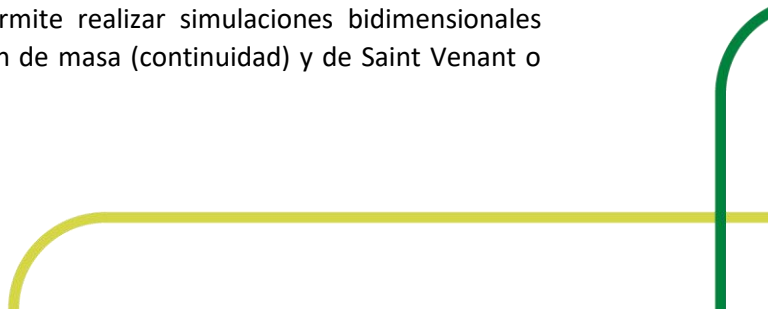 rmite realizar simulaciones bidimensionales
n de masa (continuidad) y de Saint Venant o